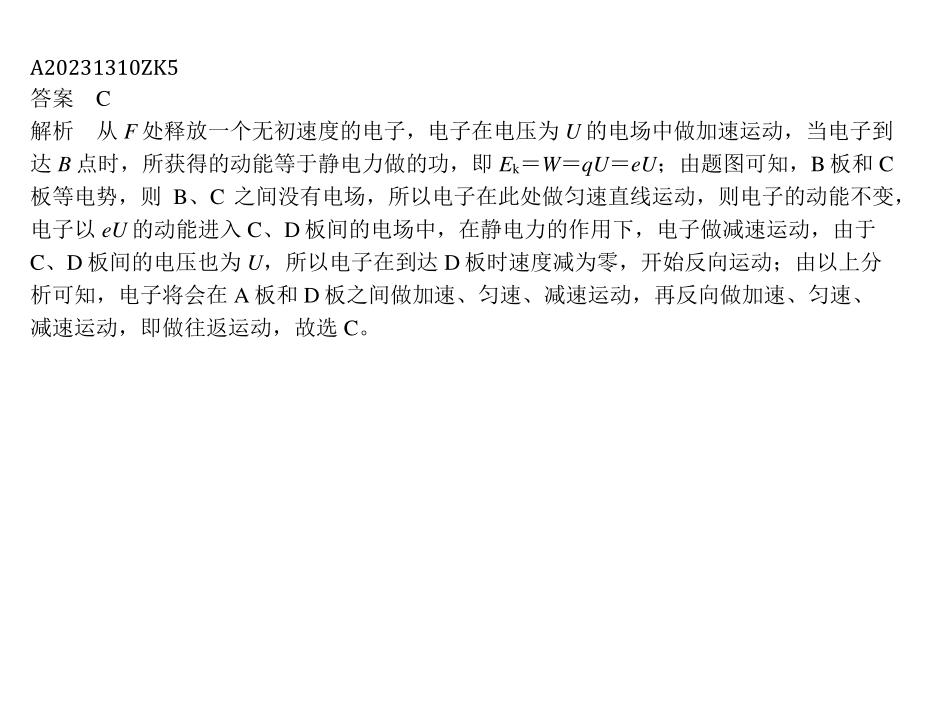 A20231310ZK5
答案　C
解析　从 F 处释放一个无初速度的电子，电子在电压为 U 的电场中做加速运动，当电子到
达 B 点时，所获得的动能等于静电力做的功，即 Ek＝W＝qU＝eU；由题图可知，B 板和 C
板等电势，则 B、C 之间没有电场，所以电子在此处做匀速直线运动，则电子的动能不变，
电子以 eU 的动能进入 C、D 板间的电场中，在静电力的作用下，电子做减速运动，由于
C、D 板间的电压也为 U，所以电子在到达 D 板时速度减为零，开始反向运动；由以上分
析可知，电子将会在 A 板和 D 板之间做加速、匀速、减速运动，再反向做加速、匀速、
减速运动，即做往返运动，故选 C。